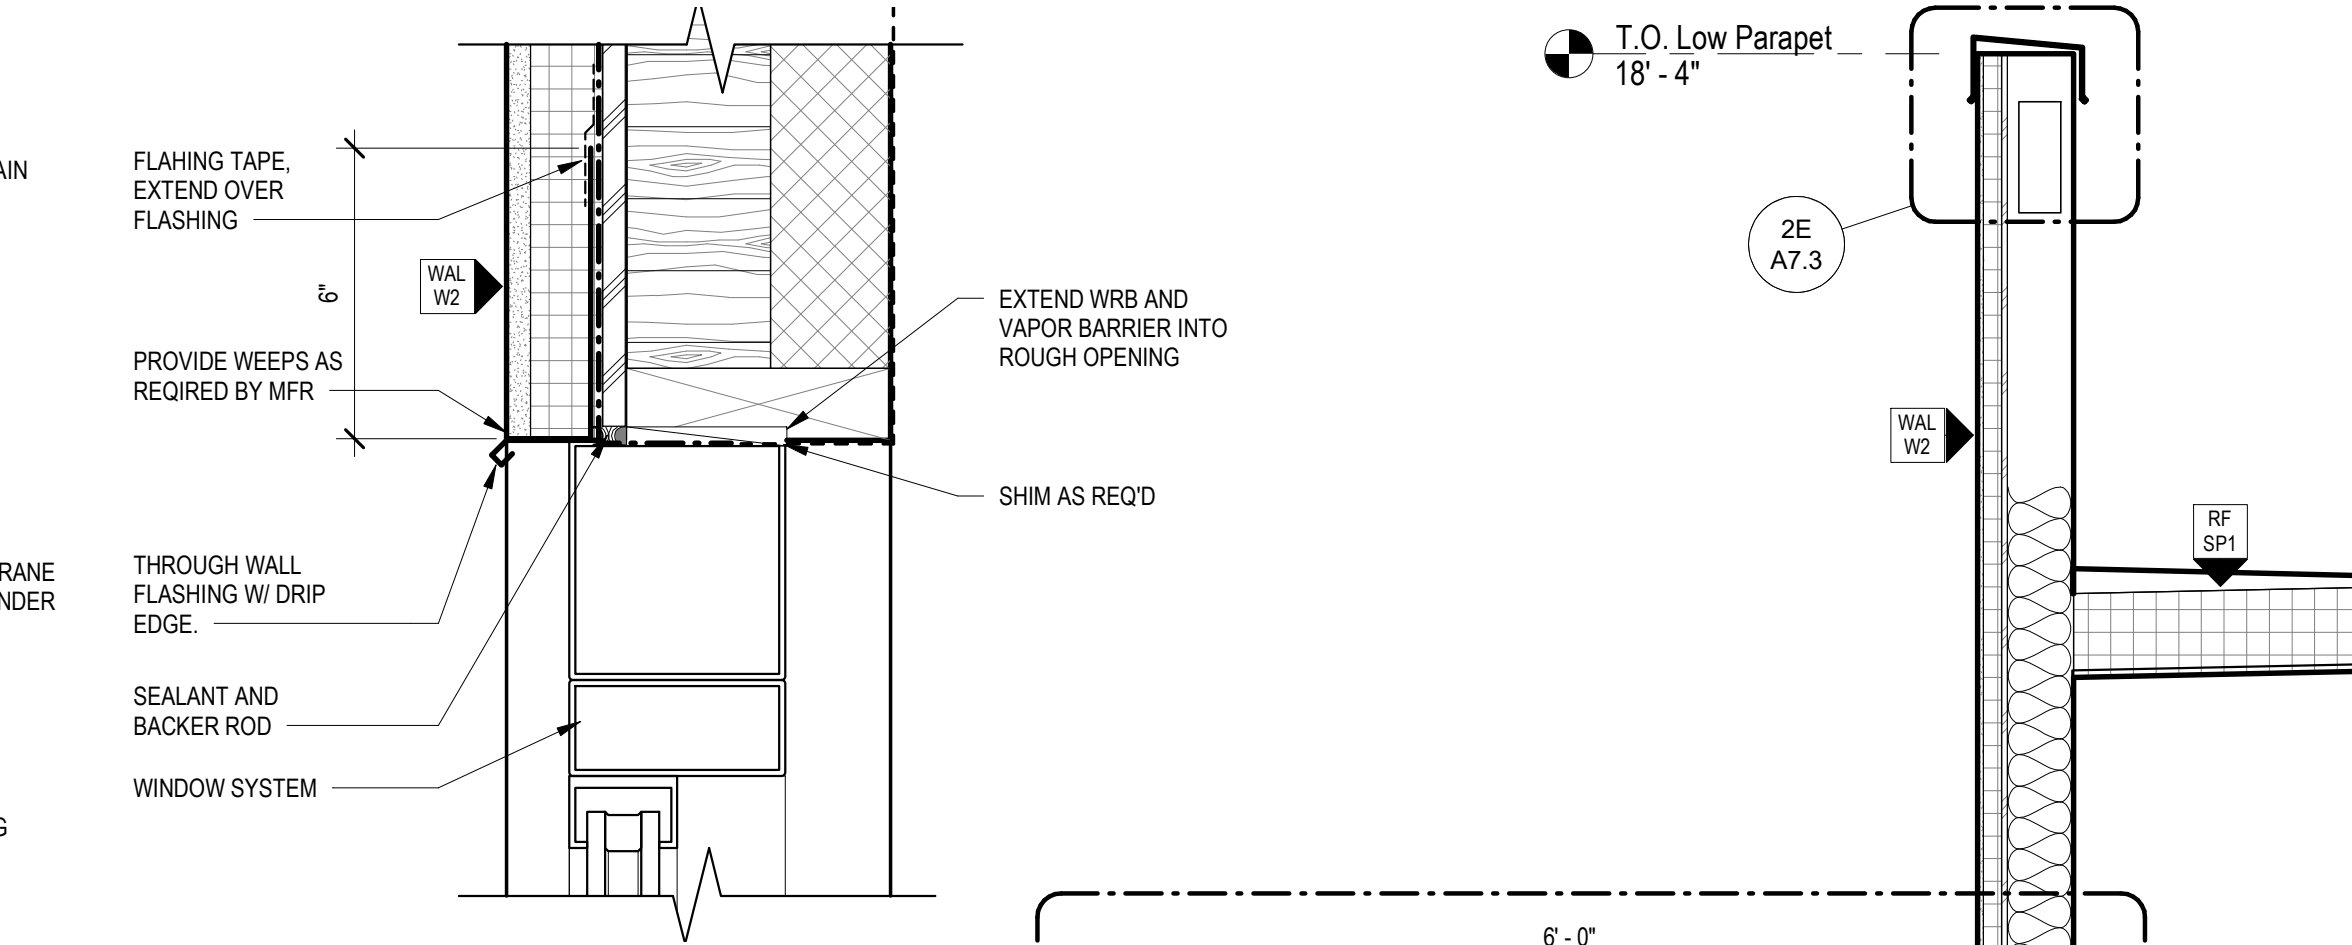 AIN
RANE
NDER
G
FLAHING TAPE,
EXTEND OVER
FLASHING
6"
WAL
W2
PROVIDE WEEPS AS
REQIRED BY MFR
THROUGH WALL
FLASHING W/ DRIP
EDGE.
SEALANT AND
BACKER ROD
WINDOW SYSTEM
EXTEND WRB AND
VAPOR BARRIER INTO
ROUGH OPENING
SHIM AS REQ'D
T.O. Low Parapet
18' - 4"
2E
A7.3
WAL
W2
RF
SP1
6' - 0"